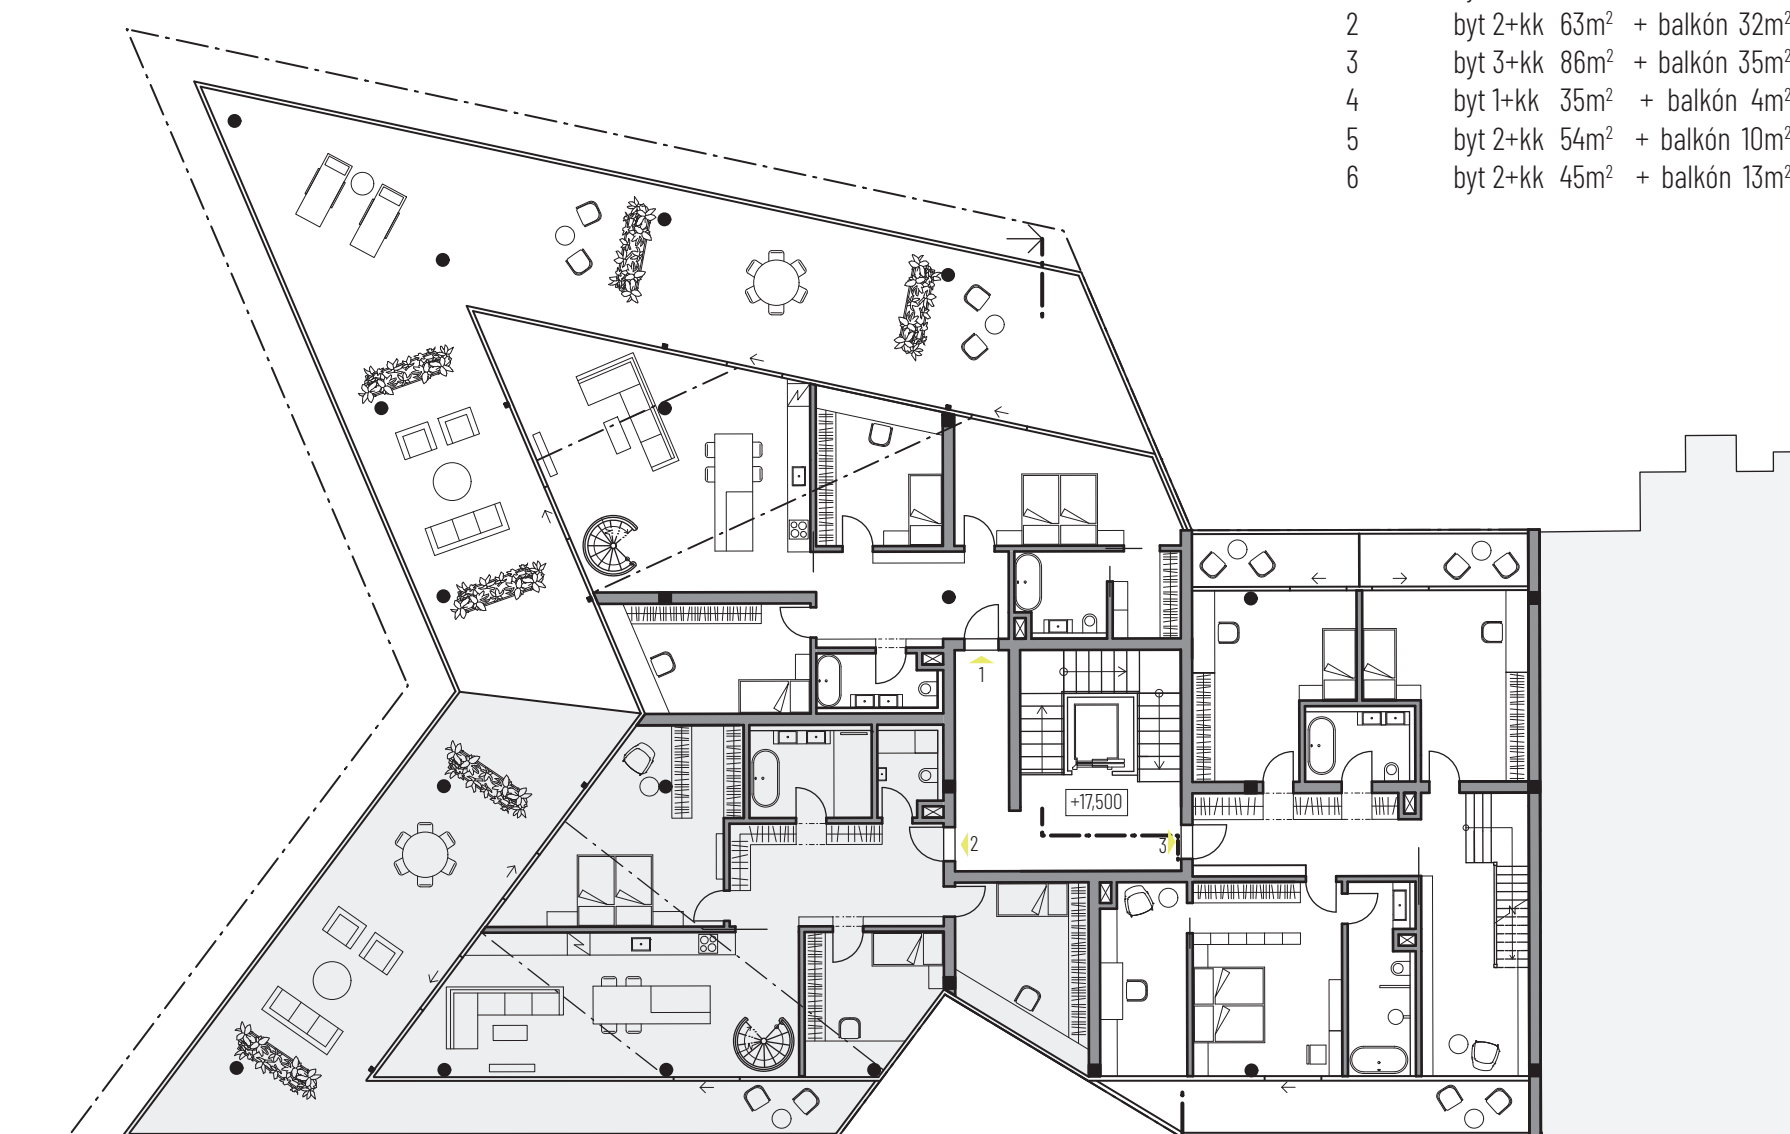 2 byt 2+kk 63m² + balkón 32m²
3 byt 3+kk 86m² + balkón 35m²
4 byt 1+kk 35m² + balkón 4m²
5 byt 2+kk 54m² + balkón 10m²
6 byt 2+kk 45m² + balkón 13m²
1
+17,500
2
3